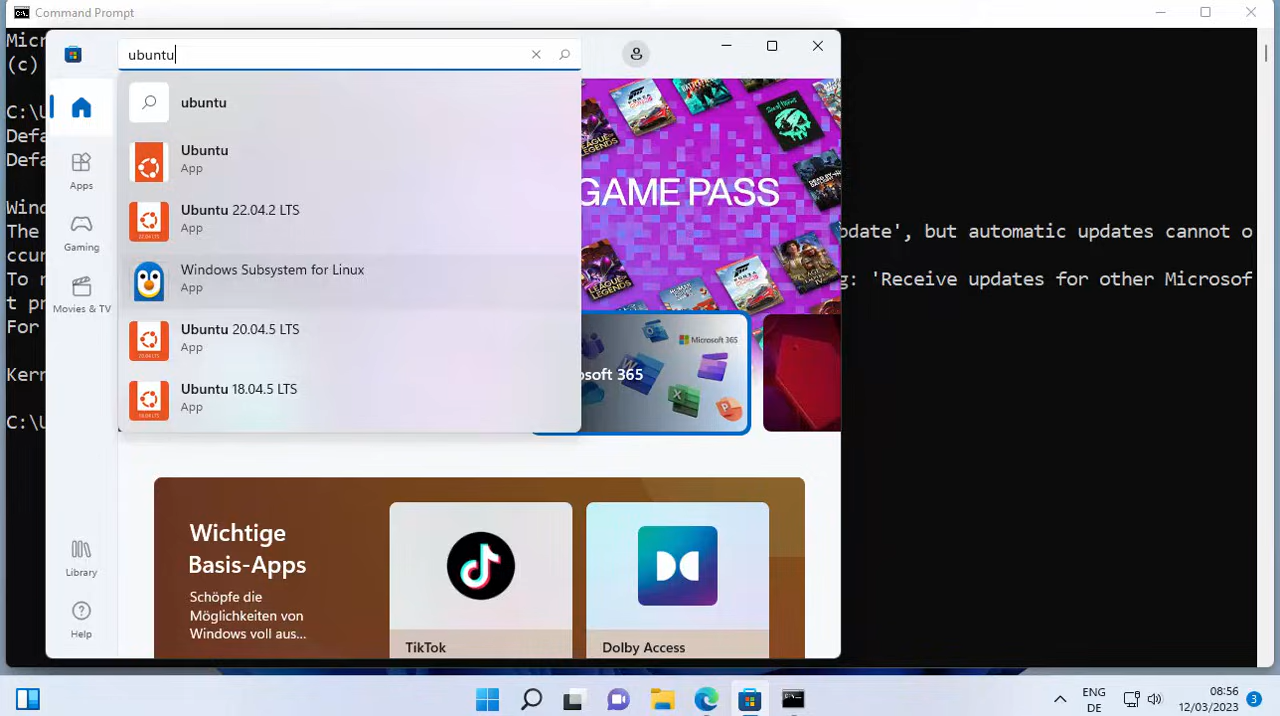 Command Prompt
Micr
(c)
C:\U
Defa
Defa
Wind
The
ccur
To r
t pr
For
Kern
C:\U
pdate', but automatic updates cannot o
g: 'Receive updates for other Microsof
ubuntu
ubuntu
Ubuntu
App
Ubuntu 22.04.2 LTS
App
Windows Subsystem for Linux
App
Ubuntu 20.04.5 LTS
App
Ubuntu 18.04.5 LTS
App
Apps
Gaming
Movies & TV
Library
Help
GAME PASS
LEAGUE
LEGENDS
FORZA
Microsoft 365
osoft 365
Wichtige
Basis-Apps
Schöpfe die
Möglichkeiten von
Windows voll aus...
TikTok
Dolby Access
ENG
DE
08:56
12/03/2023
3